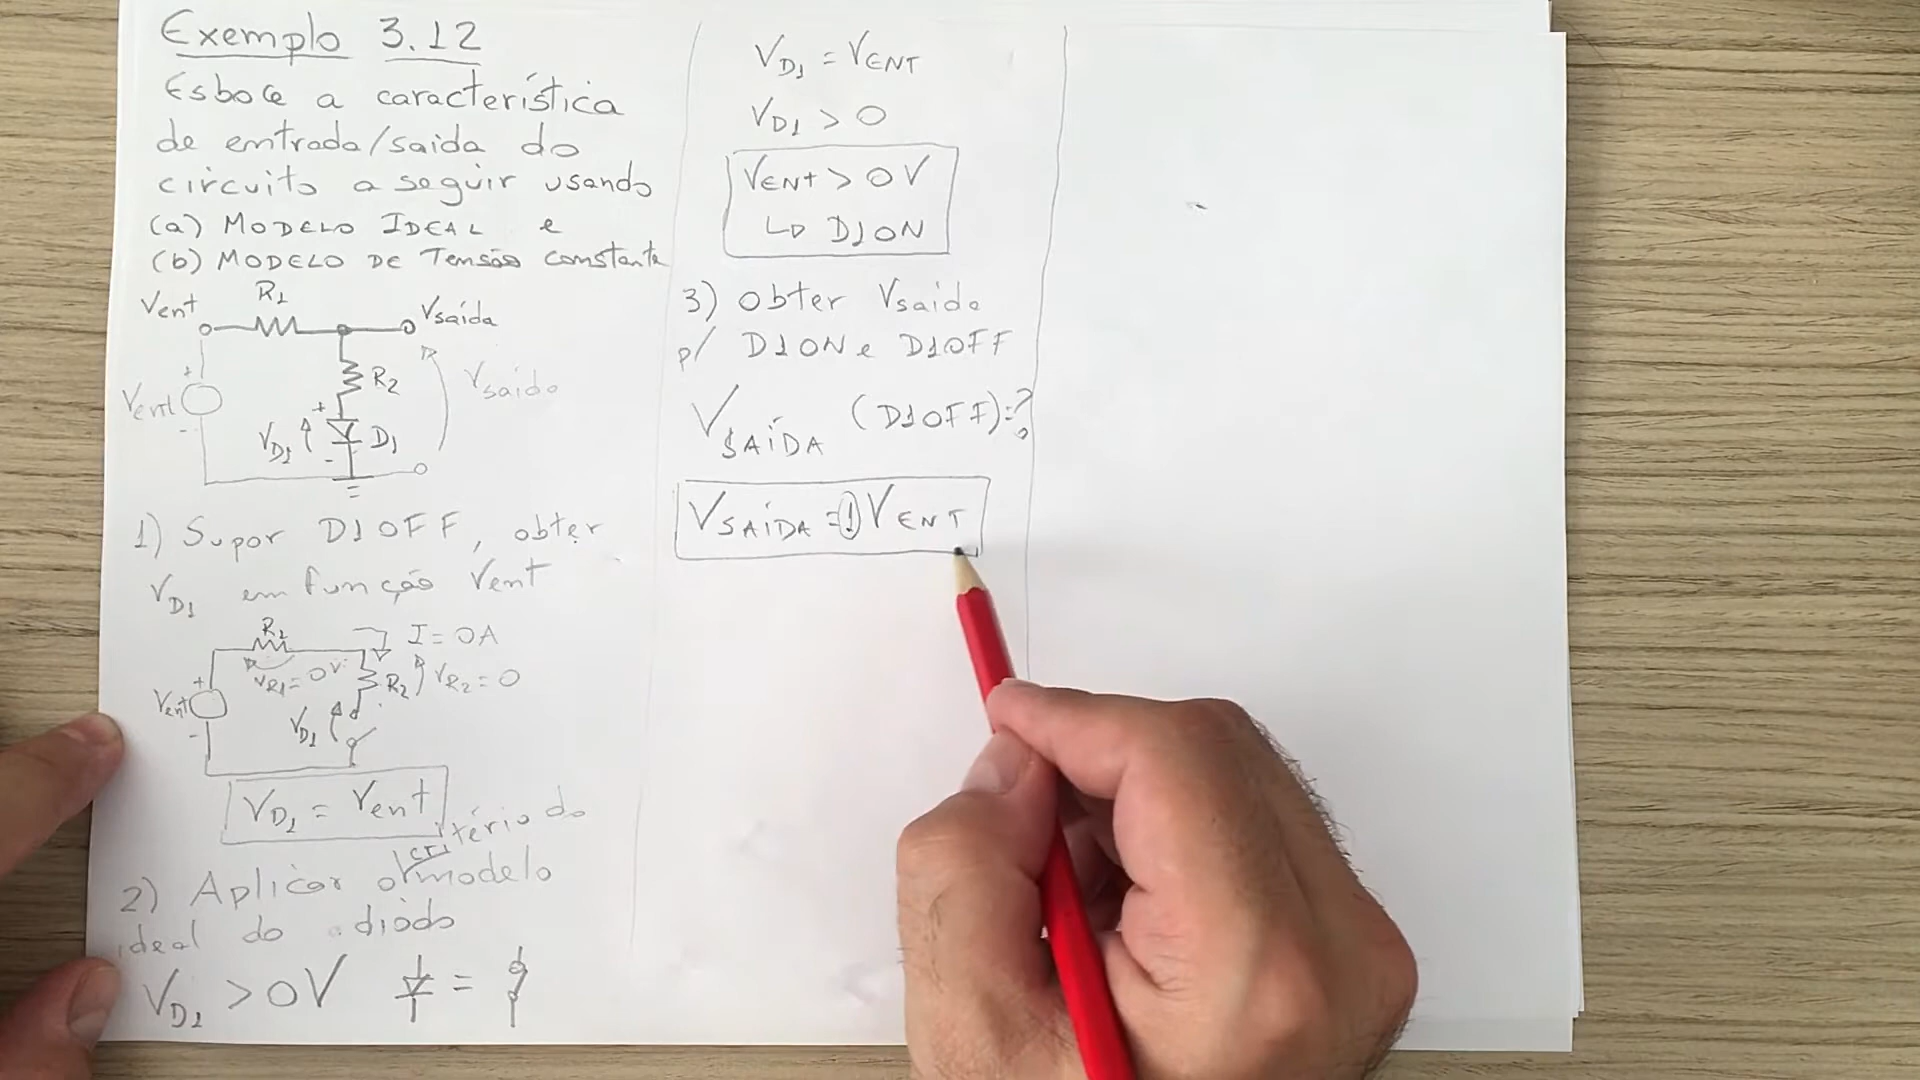 Exemplo 3.12
Esboce a característica
de entrada/saída do
circuito a seguir usando
(a) MODELO IDEAL e
(b) MODELO DE Tensão constante
Vent R1 Vsaída
Vent + - R2 Vsaída
VD1 + - D1
1) Supor D1 OFF, obter
VD1 em função Vent
R1 I = 0A
VR1 = 0V R2 VR2 = 0
Vent + - VD1
VD1 = Vent
2) Aplicar o critério do modelo
ideal do diodo
VD1 > 0V =
VD1 = VENT
VD1 > 0
VENT > 0V
↳ D1 ON
3) obter Vsaída
p/ D1 ON e D1 OFF
VSAÍDA (D1 OFF) = ?
VSAÍDA = 1 VENT